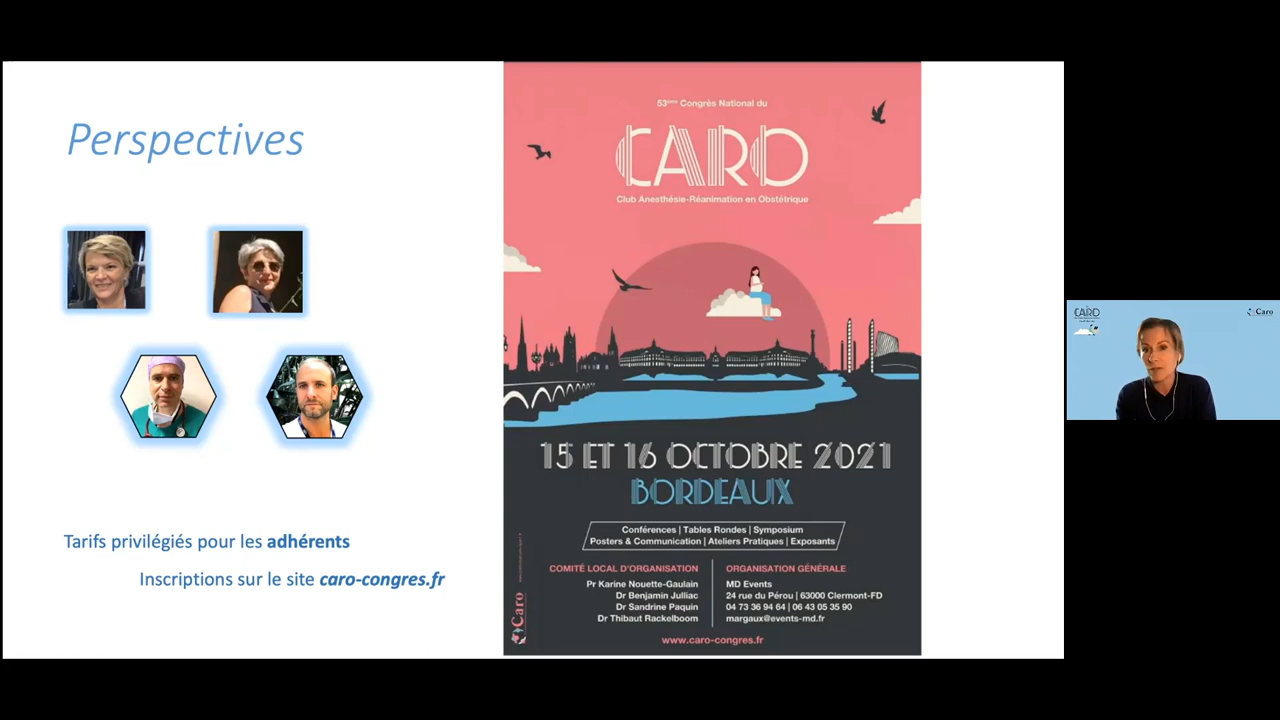 Perspectives
Tarifs privilégiés pour les adhérents
Inscriptions sur le site caro-congres.fr
53ème Congrès National du
CARO
Club Anesthésie-Réanimation en Obstétrique
15 ET 16 OCTOBRE 2021
BORDEAUX
Conférences | Tables Rondes | Symposium
Posters & Communication | Ateliers Pratiques | Exposants
COMITÉ LOCAL D'ORGANISATION
Pr Karine Nouette-Gaulain
Dr Benjamin Julliac
Dr Sandrine Paquin
Dr Thibaut Rackelboom
ORGANISATION GÉNÉRALE
MD Events
24 rue du Pérou | 63000 Clermont-FD
04 73 36 94 64 | 06 43 05 35 90
margaux@events-md.fr
www.caro-congres.fr
Caro
CARO
Caro